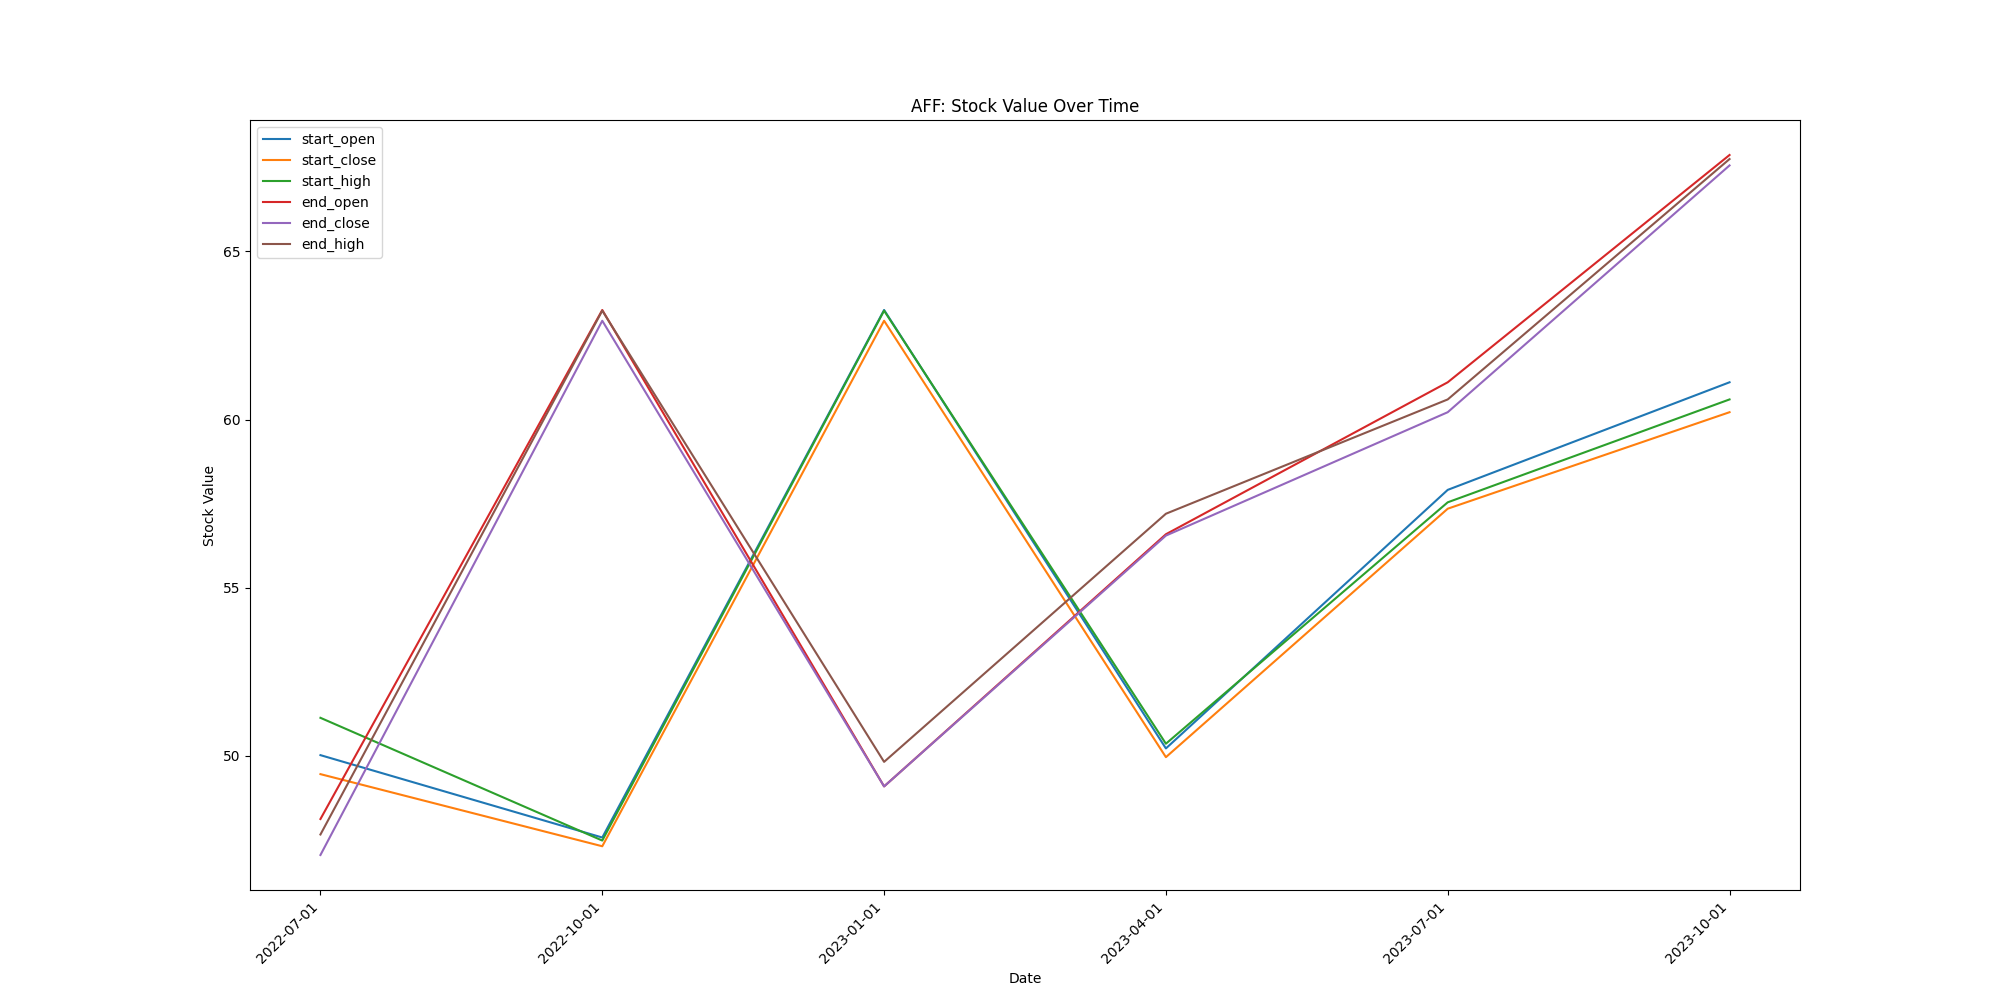 AFF: Stock Value Over Time
start_open
start_close
start_high
end_open
end_close
end_high
65
60
55
50
Stock Value
2022-07-01
2022-10-01
2023-01-01
2023-04-01
2023-07-01
2023-10-01
Date